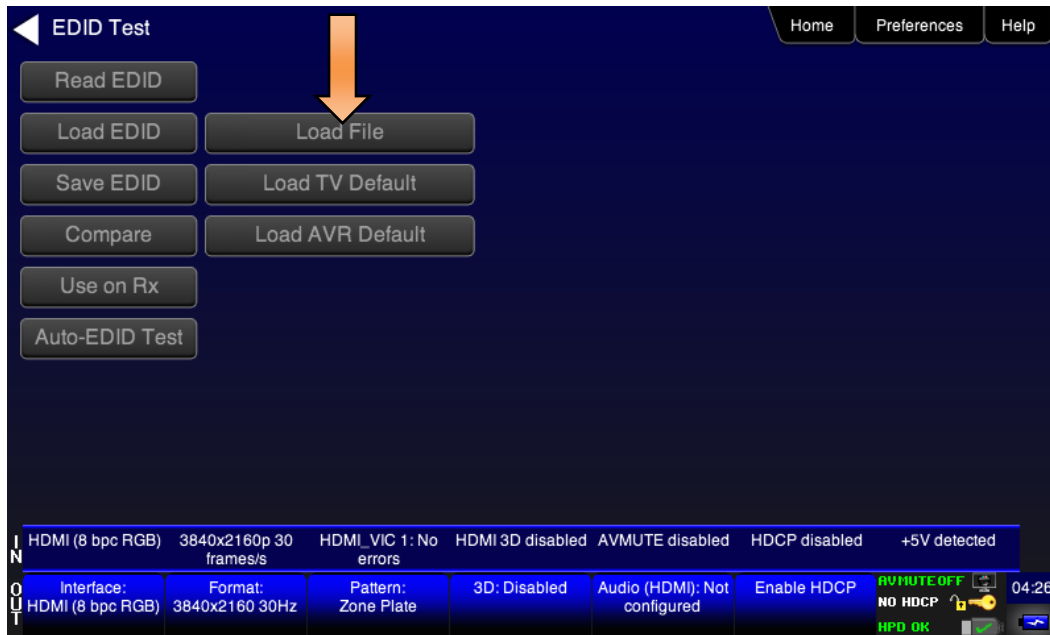 EDID Test
Home
Preferences
Help
Read EDID
Load EDID
Load File
Save EDID
Load TV Default
Compare
Load AVR Default
Use on Rx
Auto-EDID Test
IN
HDMI (8 bpc RGB)
3840x2160p 30
frames/s
HDMI_VIC 1: No
errors
HDMI 3D disabled
AVMUTE disabled
HDCP disabled
+5V detected
OUT
Interface:
HDMI (8 bpc RGB)
Format:
3840x2160 30Hz
Pattern:
Zone Plate
3D: Disabled
Audio (HDMI): Not
configured
Enable HDCP
AVMUTEOFF
NO HDCP
HPD OK
04:26